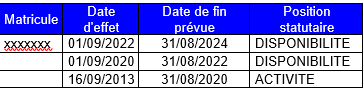 Matricule Date d'effet Date de fin prévue Position statutaire
xxxxxxx 01/09/2022 31/08/2024 DISPONIBILITE
01/09/2020 31/08/2022 DISPONIBILITE
16/09/2013 31/08/2020 ACTIVITE